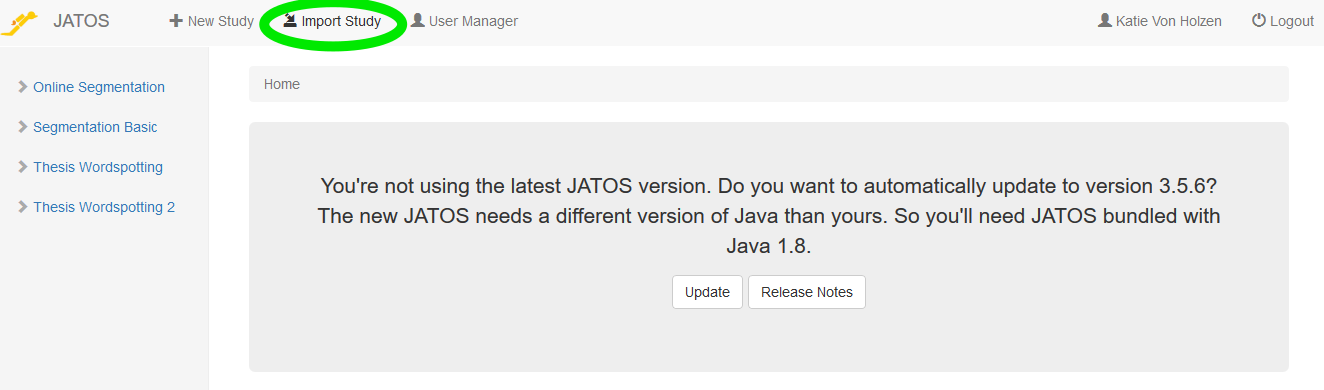 JATOS New Study Import Study User Manager Katie Von Holzen Logout
Online Segmentation
Segmentation Basic
Thesis Wordspotting
Thesis Wordspotting 2
Home
You're not using the latest JATOS version. Do you want to automatically update to version 3.5.6?
The new JATOS needs a different version of Java than yours. So you'll need JATOS bundled with
Java 1.8.
Update Release Notes